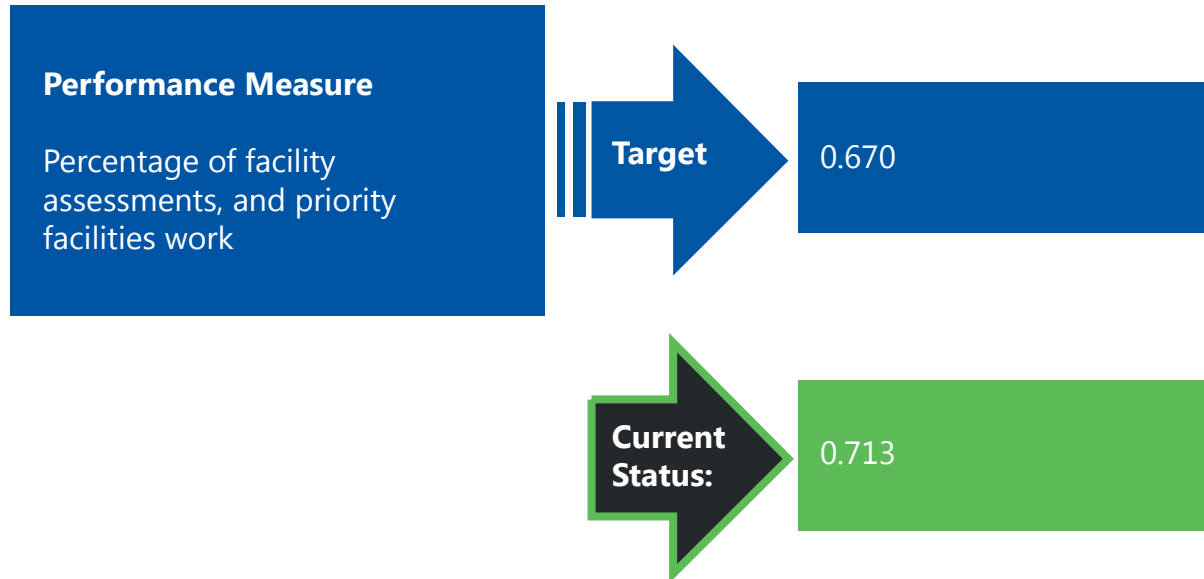 Performance Measure
Percentage of facility
assessments, and priority
facilities work
Target
0.670
Current
Status:
0.713